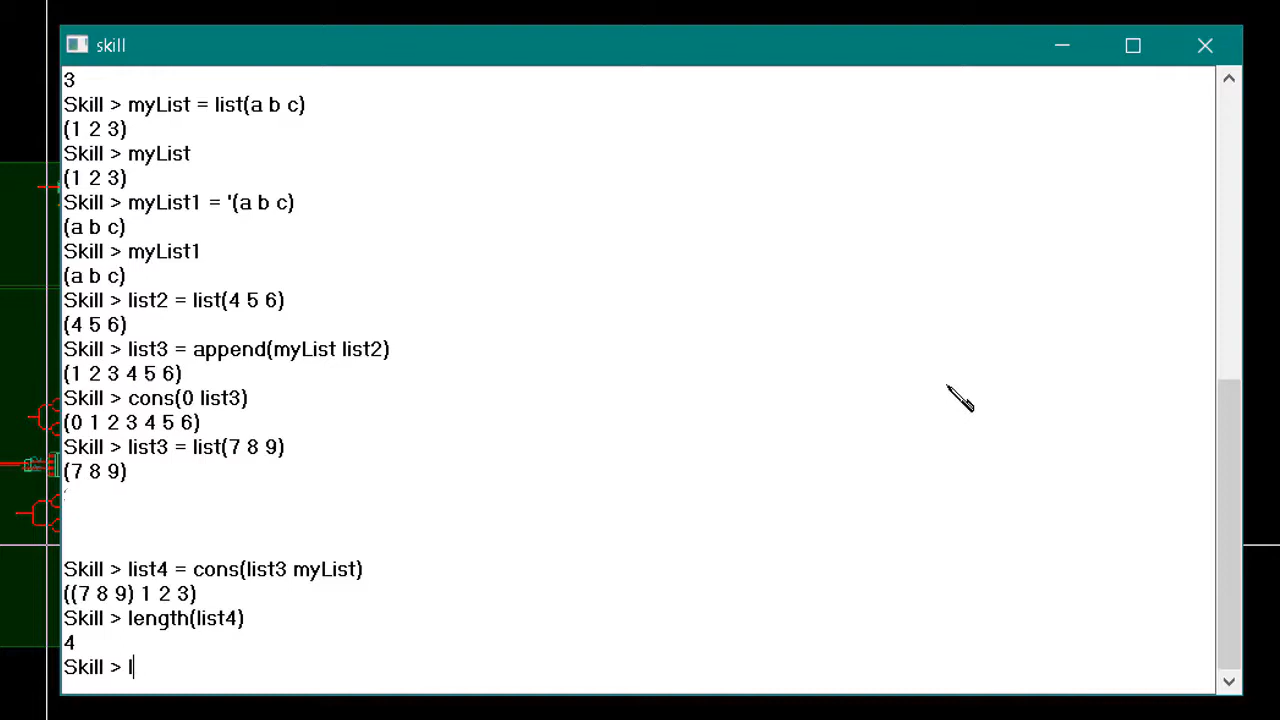 skill
3
Skill > myList = list(a b c)
(1 2 3)
Skill > myList
(1 2 3)
Skill > myList1 = '(a b c)
(a b c)
Skill > myList1
(a b c)
Skill > list2 = list(4 5 6)
(4 5 6)
Skill > list3 = append(myList list2)
(1 2 3 4 5 6)
Skill > cons(0 list3)
(0 1 2 3 4 5 6)
Skill > list3 = list(7 8 9)
(7 8 9)
Skill > list4 = cons(list3 myList)
((7 8 9) 1 2 3)
Skill > length(list4)
4
Skill > l